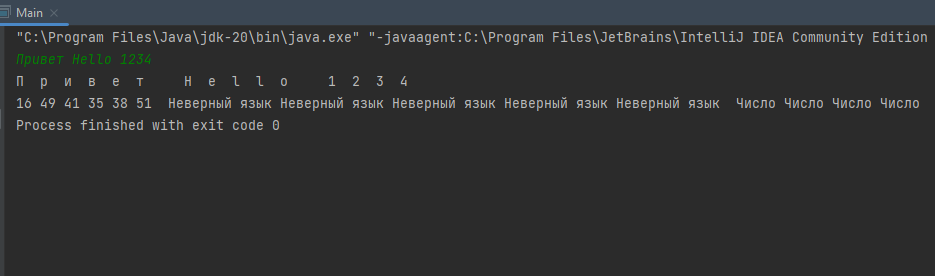 Main
"C:\Program Files\Java\jdk-20\bin\java.exe" "-javaagent:C:\Program Files\JetBrains\IntelliJ IDEA Community Edition
Привет Hello 1234
П р и в е т   H e l l o   1 2 3 4
16 49 41 35 38 51  Неверный язык Неверный язык Неверный язык Неверный язык Неверный язык  Число Число Число Число
Process finished with exit code 0